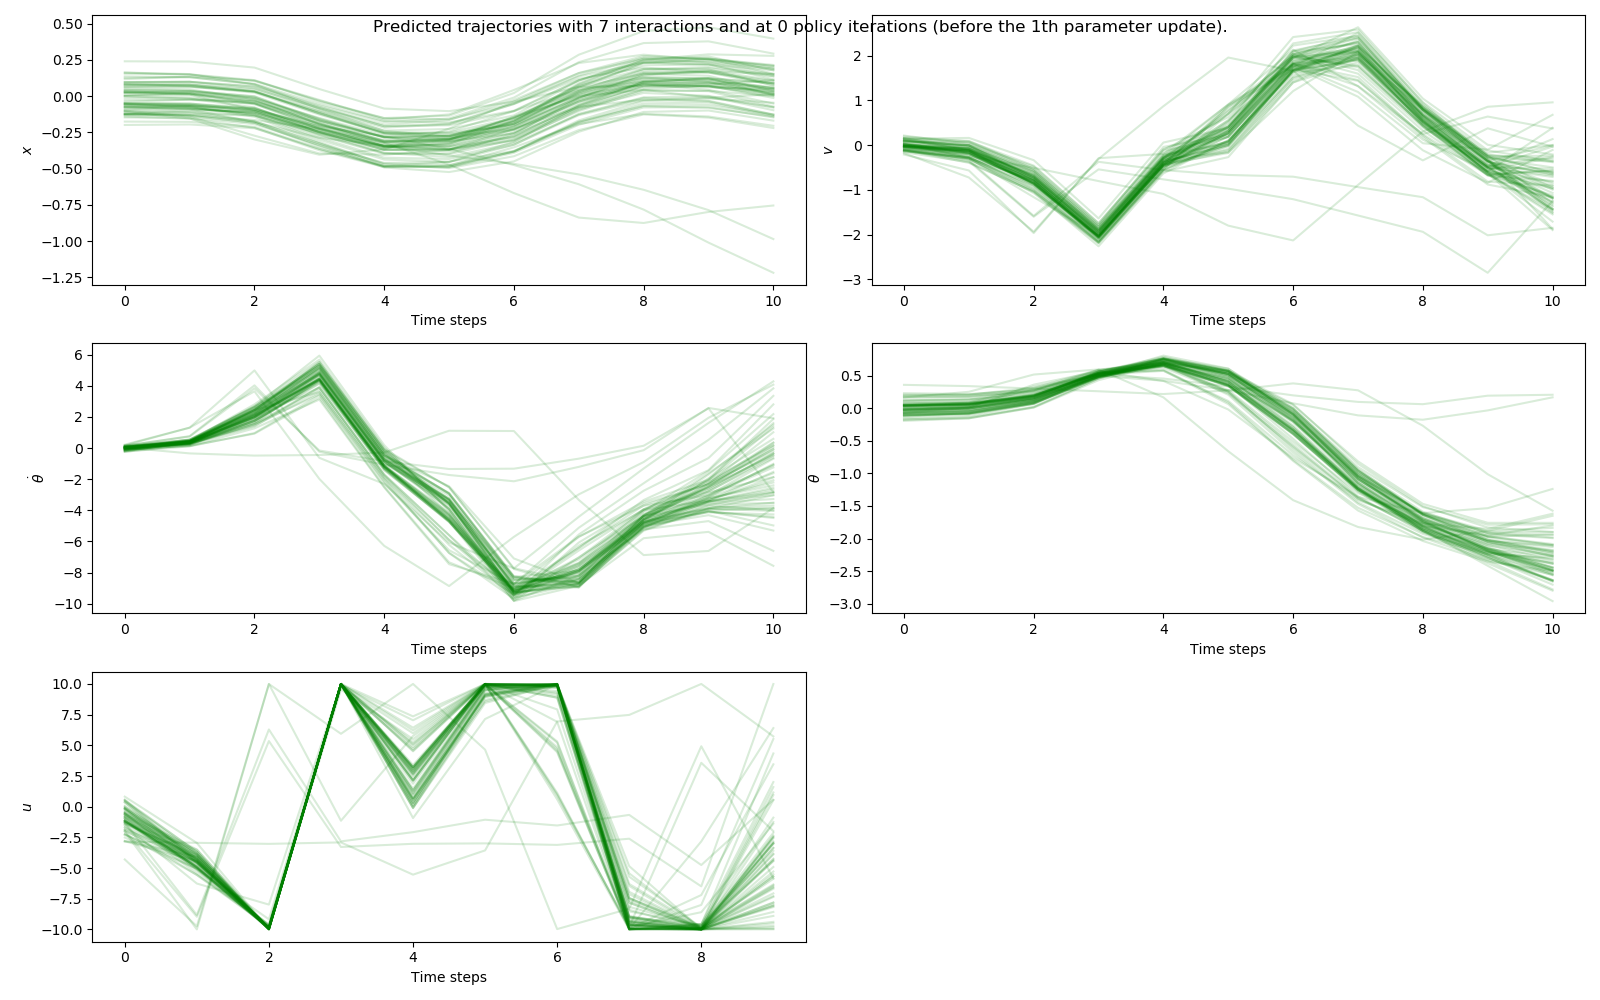 Predicted trajectories with 7 interactions and at 0 policy iterations (before the 1th parameter update).
0.50
0.25
0.00
−0.25
−0.50
−0.75
−1.00
−1.25
x
0 2 4 6 8 10
Time steps
2
1
0
−1
−2
−3
v
0 2 4 6 8 10
Time steps
6
4
2
0
−2
−4
−6
−8
−10
θ̇
0 2 4 6 8 10
Time steps
0.5
0.0
−0.5
−1.0
−1.5
−2.0
−2.5
−3.0
θ
0 2 4 6 8 10
Time steps
10.0
7.5
5.0
2.5
0.0
−2.5
−5.0
−7.5
−10.0
u
0 2 4 6 8
Time steps